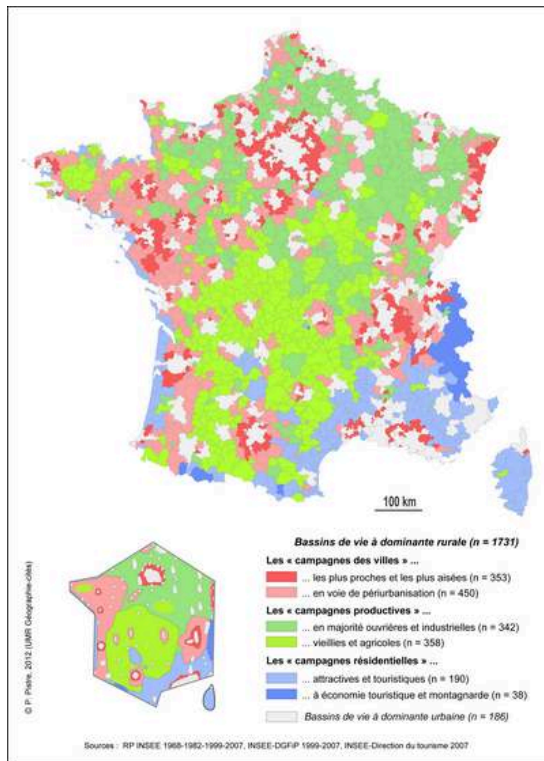 100 km
Bassins de vie à dominante rurale (n = 1731)
Les « campagnes des villes » ...
... les plus proches et les plus aisées (n = 353)
... en voie de périurbanisation (n = 450)
Les « campagnes productives » ...
... en majorité ouvrières et industrielles (n = 342)
... vieillies et agricoles (n = 358)
Les « campagnes résidentielles » ...
... attractives et touristiques (n = 190)
... à économie touristique et montagnarde (n = 38)
Bassins de vie à dominante urbaine (n = 186)
© P. Pistre, 2012 (UMR Géographie-cités)
Sources : RP INSEE 1968-1982-1999-2007, INSEE-DGFiP 1999-2007, INSEE-Direction du tourisme 2007